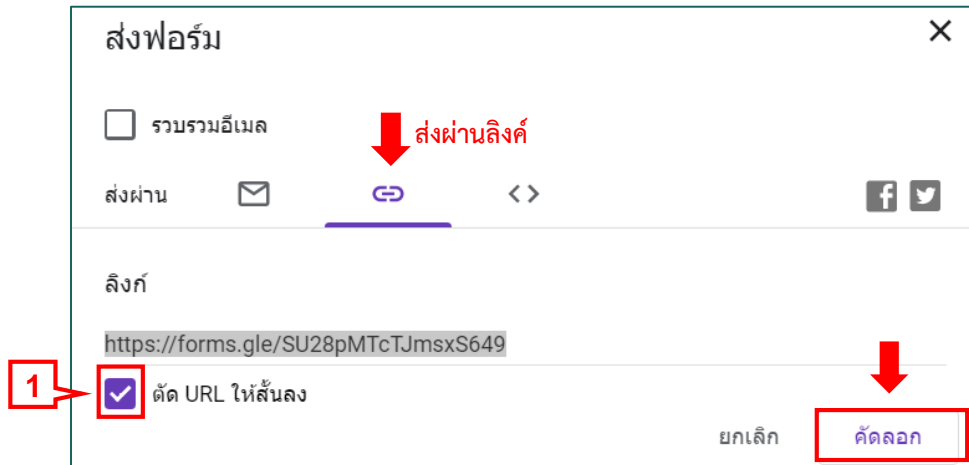 ส่งฟอร์ม
รวบรวมอีเมล
ส่งผ่านลิงค์
ส่งผ่าน
ลิงก์
https://forms.gle/SU28pMTcTJmsxS649
1
ตัด URL ให้สั้นลง
ยกเลิก คัดลอก